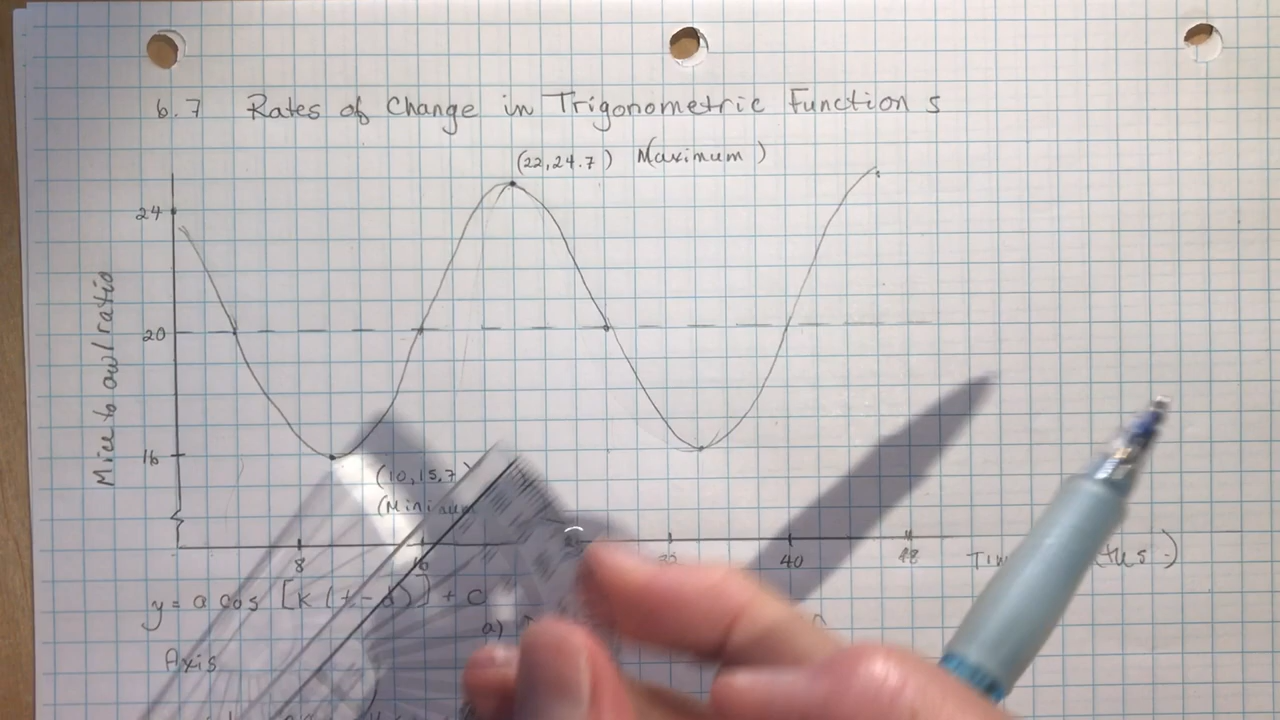 6.7 Rates of Change in Trigonometric Functions
(22,24.7) Maximum)
24
Mice to owl ratio
20
16
(10,15.7
(Minimum
8 16 40 48
y = a cos [k(t-d)] + c
a)
Axis